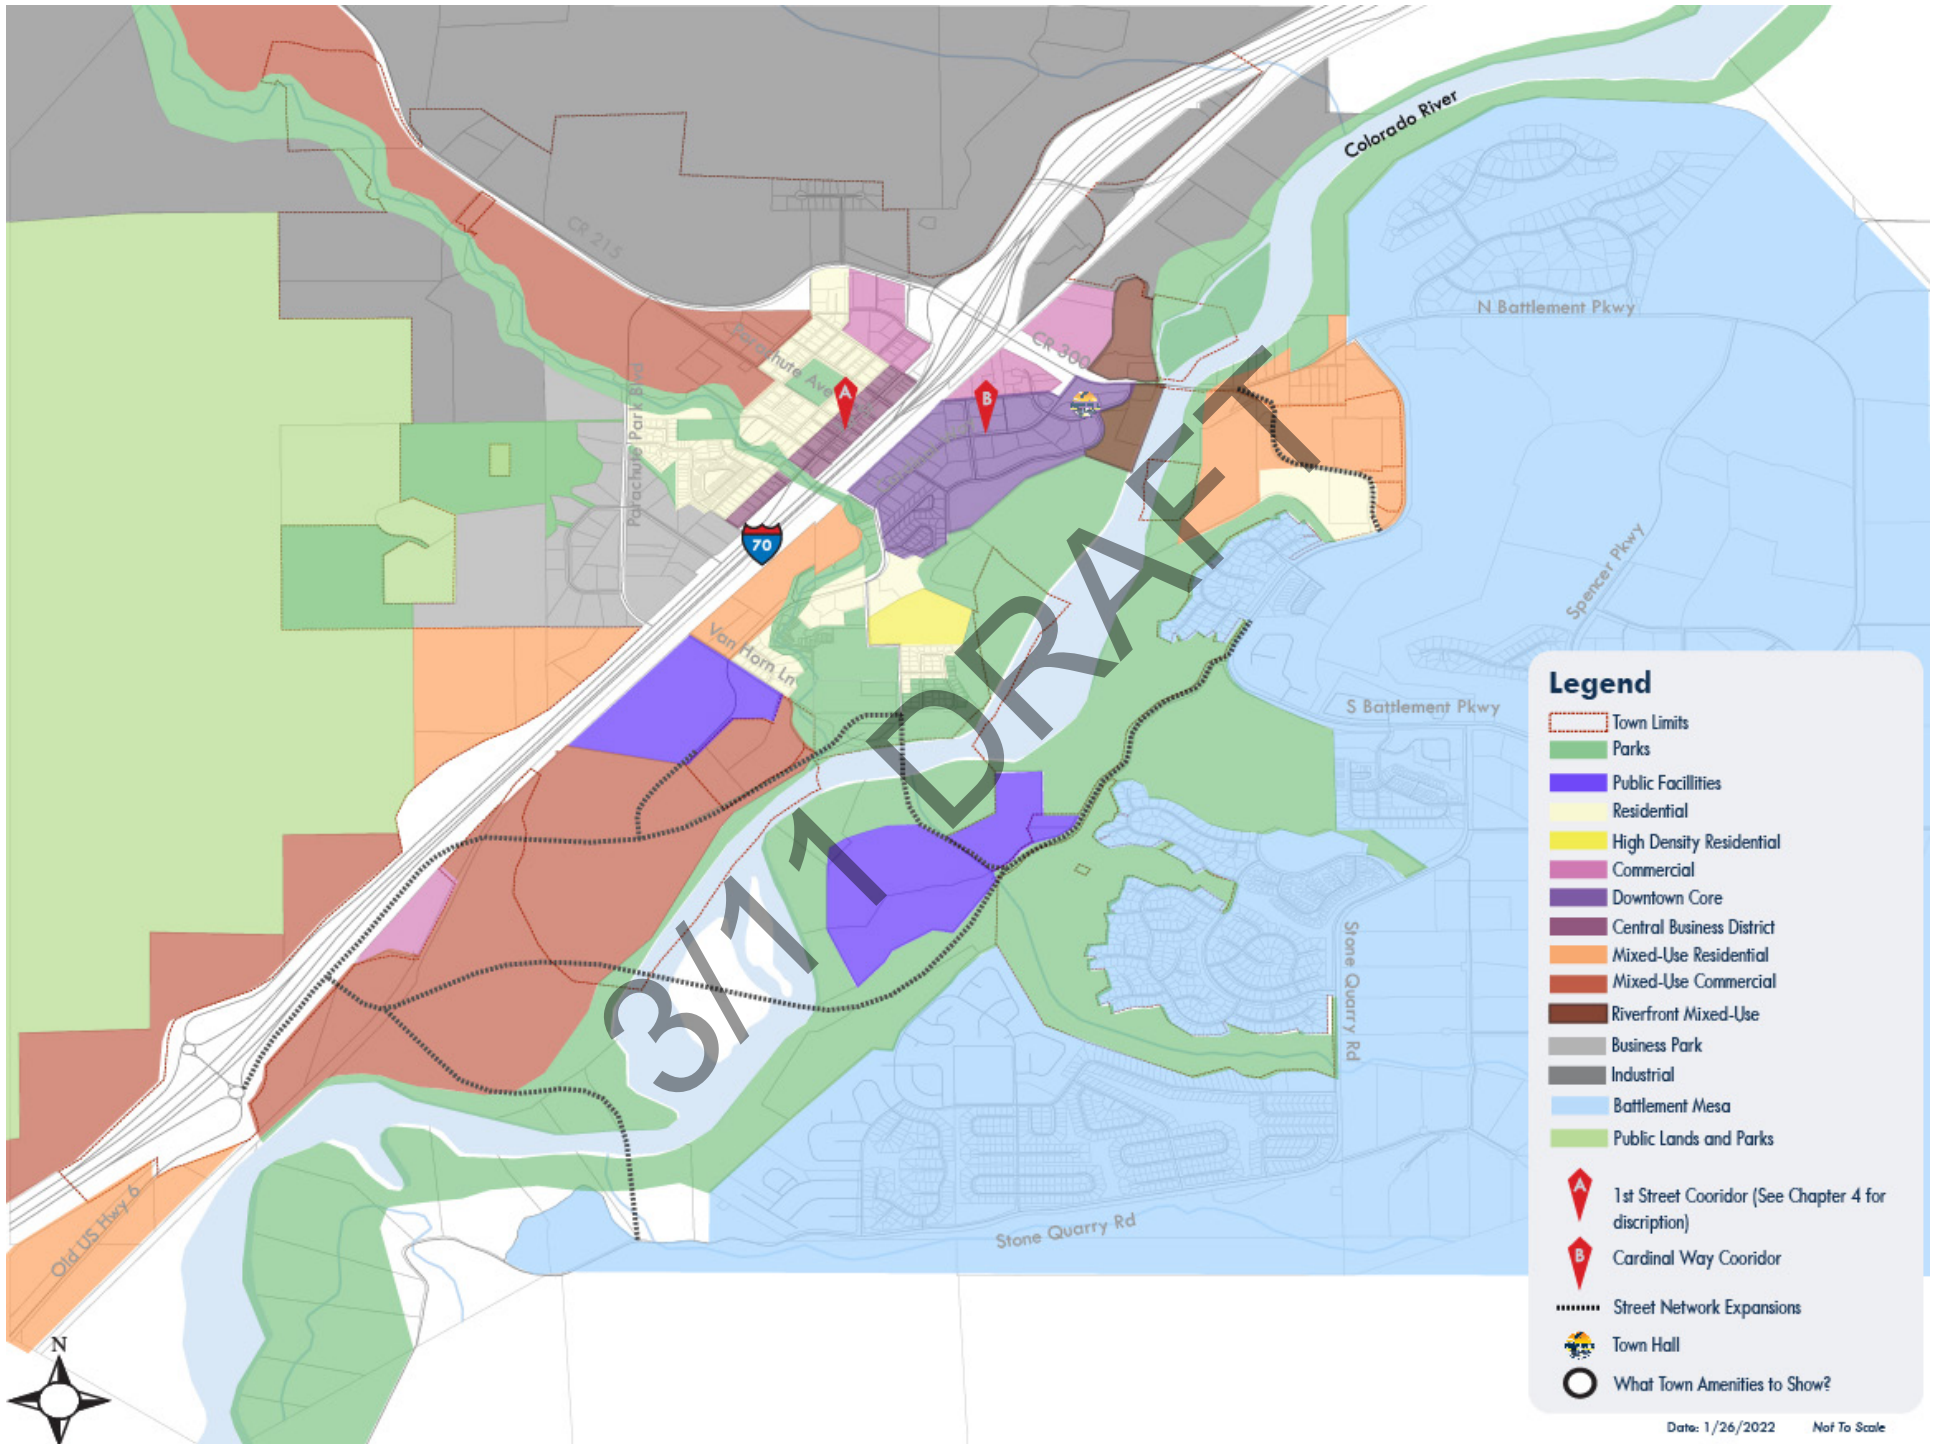 Colorado River
CR 215
N Battlement Pkwy
CR 300
Parachute Ave
A
B
Parachute Park Blvd
70
Van Horn Ln
Spencer Pkwy
S Battlement Pkwy
Stone Quarry Rd
Stone Quarry Rd
Old US Hwy 6
N
3/11 DRAFT
Legend
Town Limits
Parks
Public Facillities
Residential
High Density Residential
Commercial
Downtown Core
Central Business District
Mixed-Use Residential
Mixed-Use Commercial
Riverfront Mixed-Use
Business Park
Industrial
Battlement Mesa
Public Lands and Parks
A
1st Street Cooridor (See Chapter 4 for
discription)
B
Cardinal Way Cooridor
Street Network Expansions
Town Hall
What Town Amenities to Show?
Date: 1/26/2022
Not To Scale